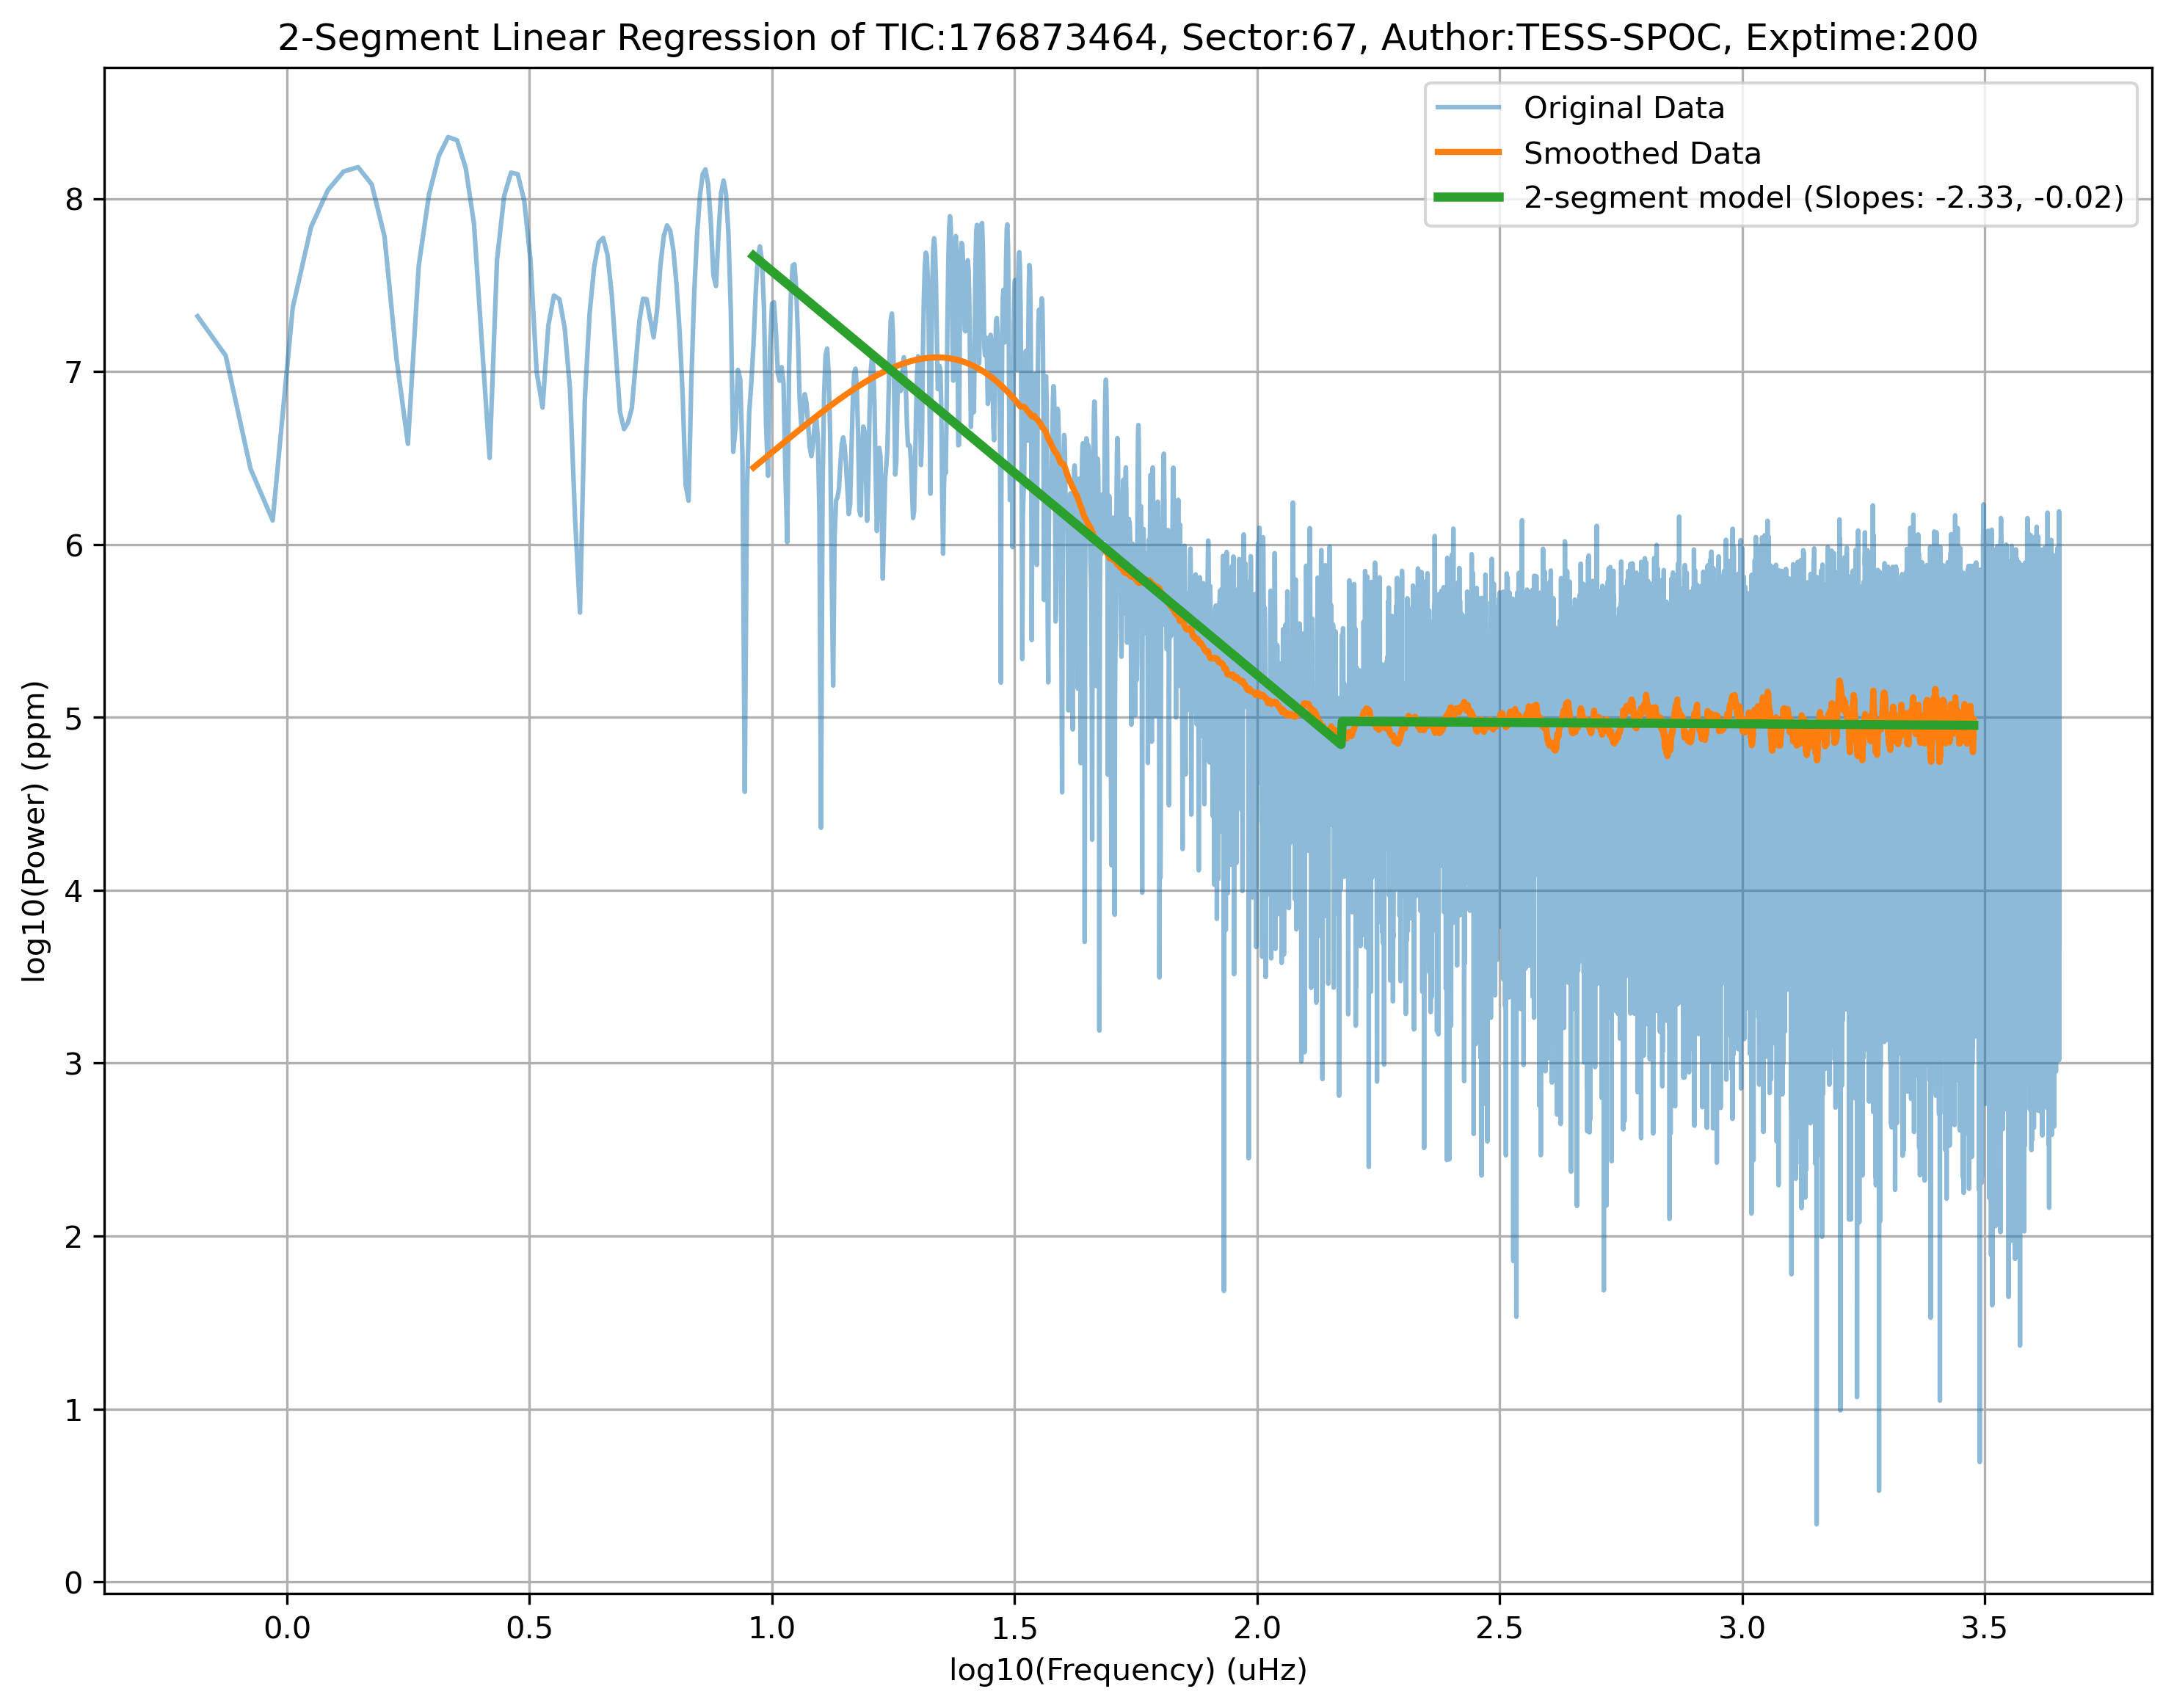 2-Segment Linear Regression of TIC:176873464, Sector:67, Author:TESS-SPOC, Exptime:200
Original Data
Smoothed Data
2-segment model (Slopes: -2.33, -0.02)
log10(Power) (ppm)
8
7
6
5
4
3
2
1
0
0.0 0.5 1.0 1.5 2.0 2.5 3.0 3.5
log10(Frequency) (uHz)